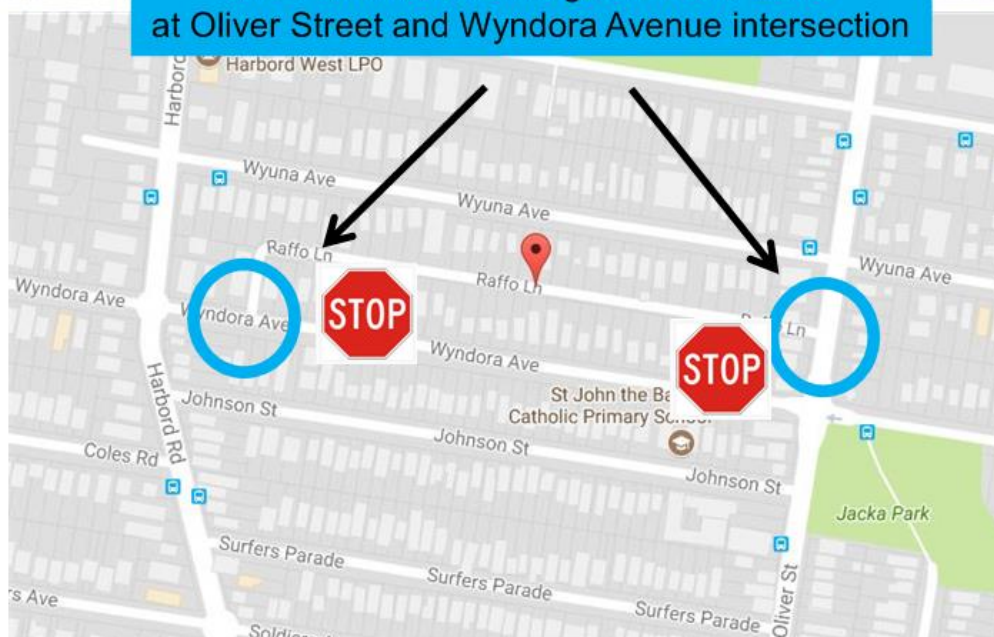 at Oliver Street and Wyndora Avenue intersection
Harbord West LPO
Harbord
Wyuna Ave
Wyuna Ave
Wyuna Ave
Raffo Ln
Raffo Ln
Ln
Wyndora Ave
Wyndora Ave
STOP
Wyndora Ave
STOP
St John the Ba
Catholic Primary School
Harbord Rd
Johnson St
Johnson St
Johnson St
Coles Rd
Jacka Park
Surfers Parade
Surfers Parade
Surfers Parade
Oliver St
rs Ave